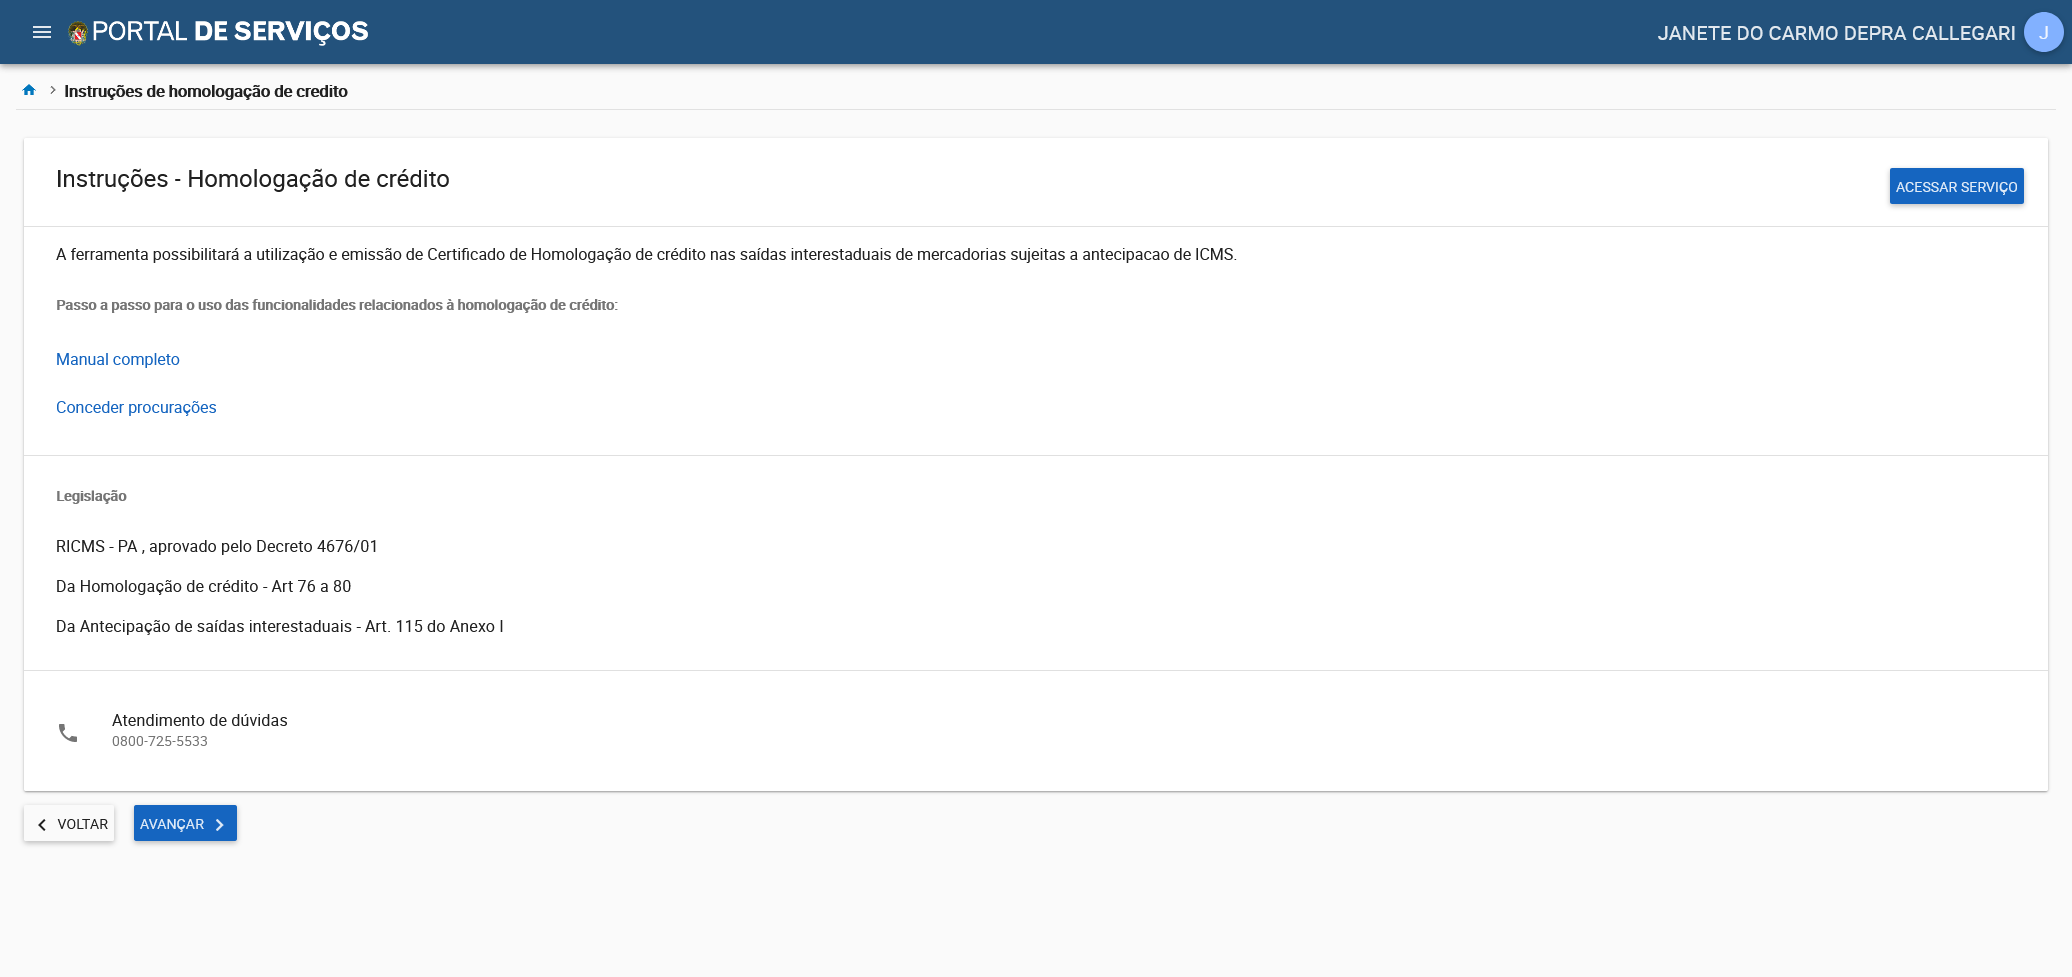 PORTAL DE SERVIÇOS
JANETE DO CARMO DEPRA CALLEGARI J
Instruções de homologação de credito
Instruções - Homologação de crédito
ACESSAR SERVIÇO
A ferramenta possibilitará a utilização e emissão de Certificado de Homologação de crédito nas saídas interestaduais de mercadorias sujeitas a antecipacao de ICMS.
Passo a passo para o uso das funcionalidades relacionados à homologação de crédito:
Manual completo
Conceder procurações
Legislação
RICMS - PA , aprovado pelo Decreto 4676/01
Da Homologação de crédito - Art 76 a 80
Da Antecipação de saídas interestaduais - Art. 115 do Anexo I
Atendimento de dúvidas
0800-725-5533
VOLTAR
AVANÇAR